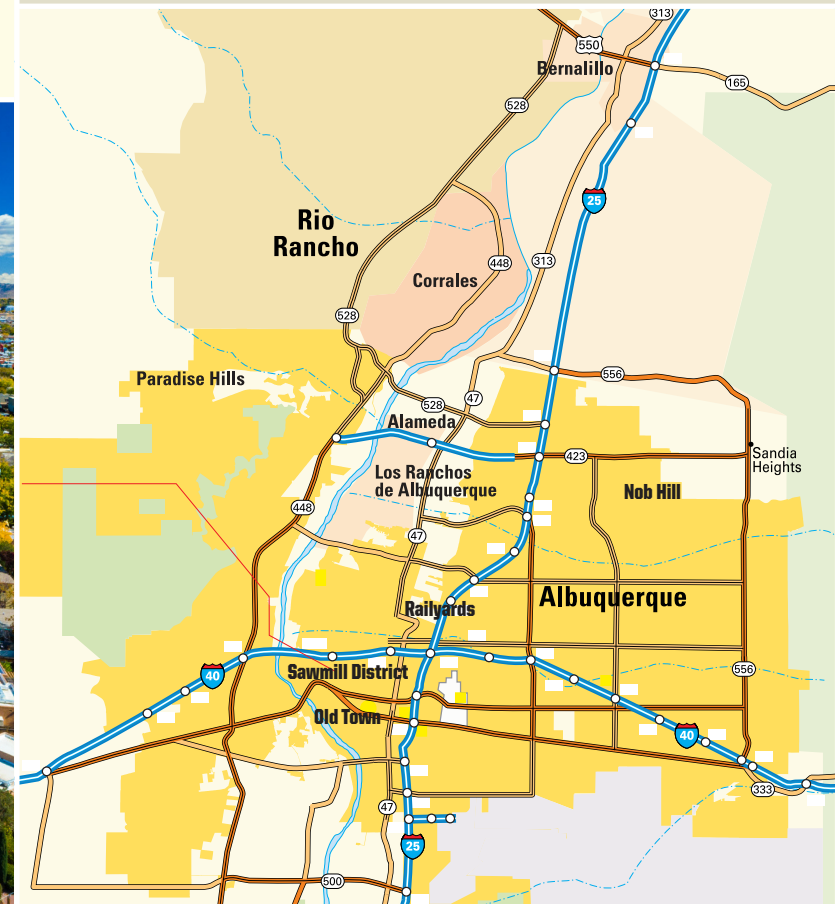 313
550
Bernalillo
165
528
25
Rio
Rancho
448
313
Corrales
528
Paradise Hills
556
47
528
Alameda
423
Sandia
Heights
Los Ranchos
de Albuquerque
Nob Hill
448
47
Albuquerque
Railyards
556
Sawmill District
40
Old Town
40
333
47
25
500